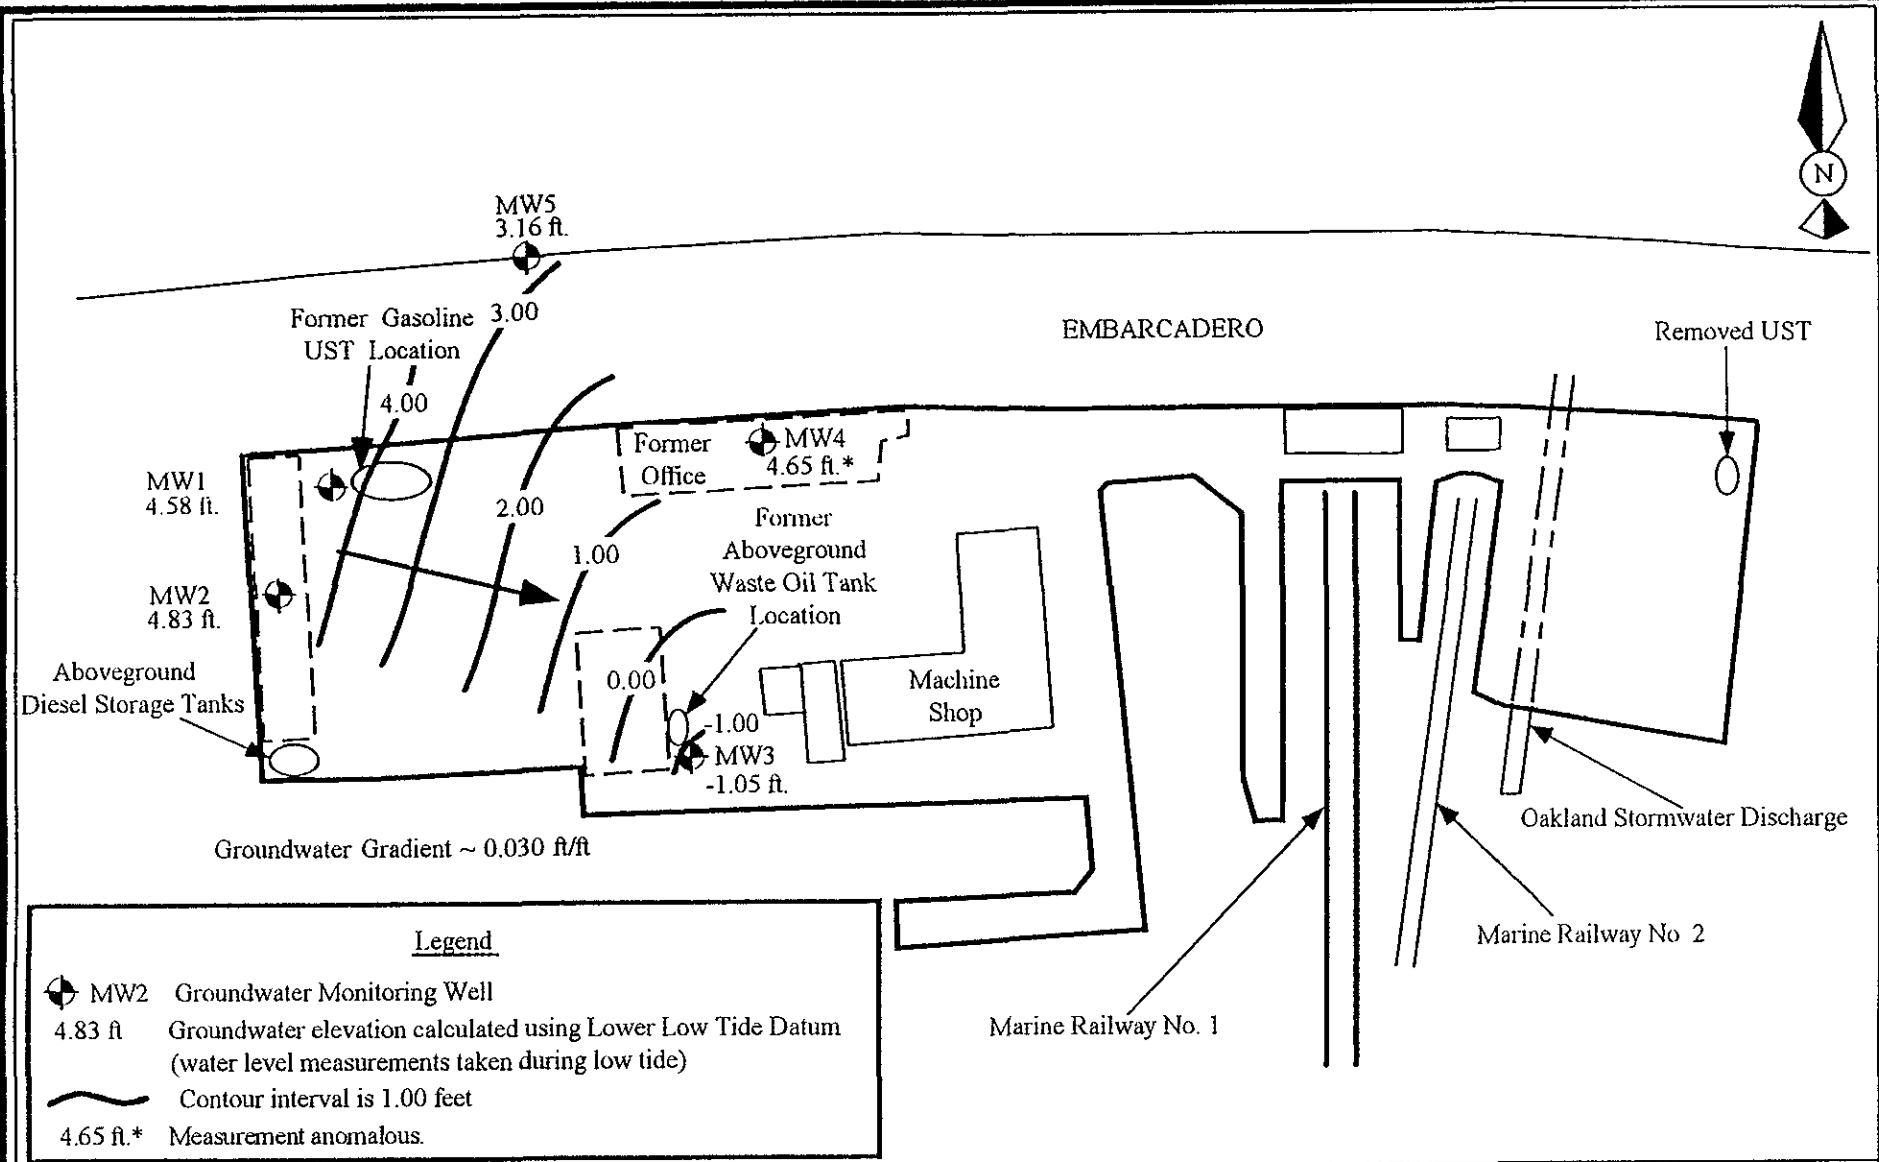 N
MW5
3.16 ft.
Former Gasoline
UST Location
3.00
4.00
EMBARCADERO
Removed UST
MW1
4.58 ft.
Former
Office
MW4
4.65 ft.*
2.00
1.00
Former
Aboveground
Waste Oil Tank
Location
MW2
4.83 ft.
Aboveground
Diesel Storage Tanks
0.00
-1.00
MW3
-1.05 ft.
Machine
Shop
Oakland Stormwater Discharge
Groundwater Gradient ~ 0.030 ft/ft
Marine Railway No 2
Marine Railway No. 1
Legend
MW2 Groundwater Monitoring Well
4.83 ft Groundwater elevation calculated using Lower Low Tide Datum
(water level measurements taken during low tide)
Contour interval is 1.00 feet
4.65 ft.* Measurement anomalous.